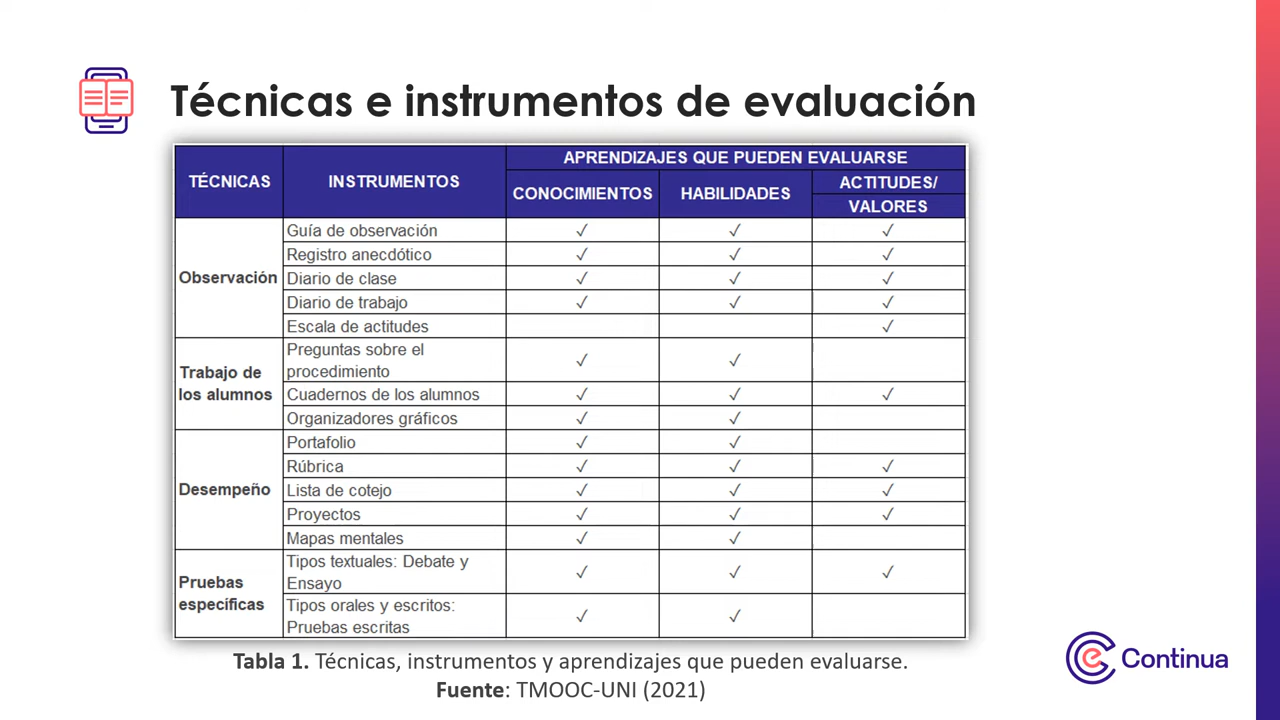 Técnicas e instrumentos de evaluación
TÉCNICAS INSTRUMENTOS APRENDIZAJES QUE PUEDEN EVALUARSE
CONOCIMIENTOS HABILIDADES ACTITUDES/
VALORES
Observación
Guía de observación ✓ ✓ ✓
Registro anecdótico ✓ ✓ ✓
Diario de clase ✓ ✓ ✓
Diario de trabajo ✓ ✓ ✓
Escala de actitudes ✓
Trabajo de
los alumnos
Preguntas sobre el
procedimiento ✓ ✓
Cuadernos de los alumnos ✓ ✓ ✓
Organizadores gráficos ✓ ✓
Desempeño
Portafolio ✓ ✓
Rúbrica ✓ ✓ ✓
Lista de cotejo ✓ ✓ ✓
Proyectos ✓ ✓ ✓
Mapas mentales ✓ ✓
Pruebas
específicas
Tipos textuales: Debate y
Ensayo ✓ ✓ ✓
Tipos orales y escritos:
Pruebas escritas ✓ ✓
Tabla 1. Técnicas, instrumentos y aprendizajes que pueden evaluarse.
Fuente: TMOOC-UNI (2021)
Continua